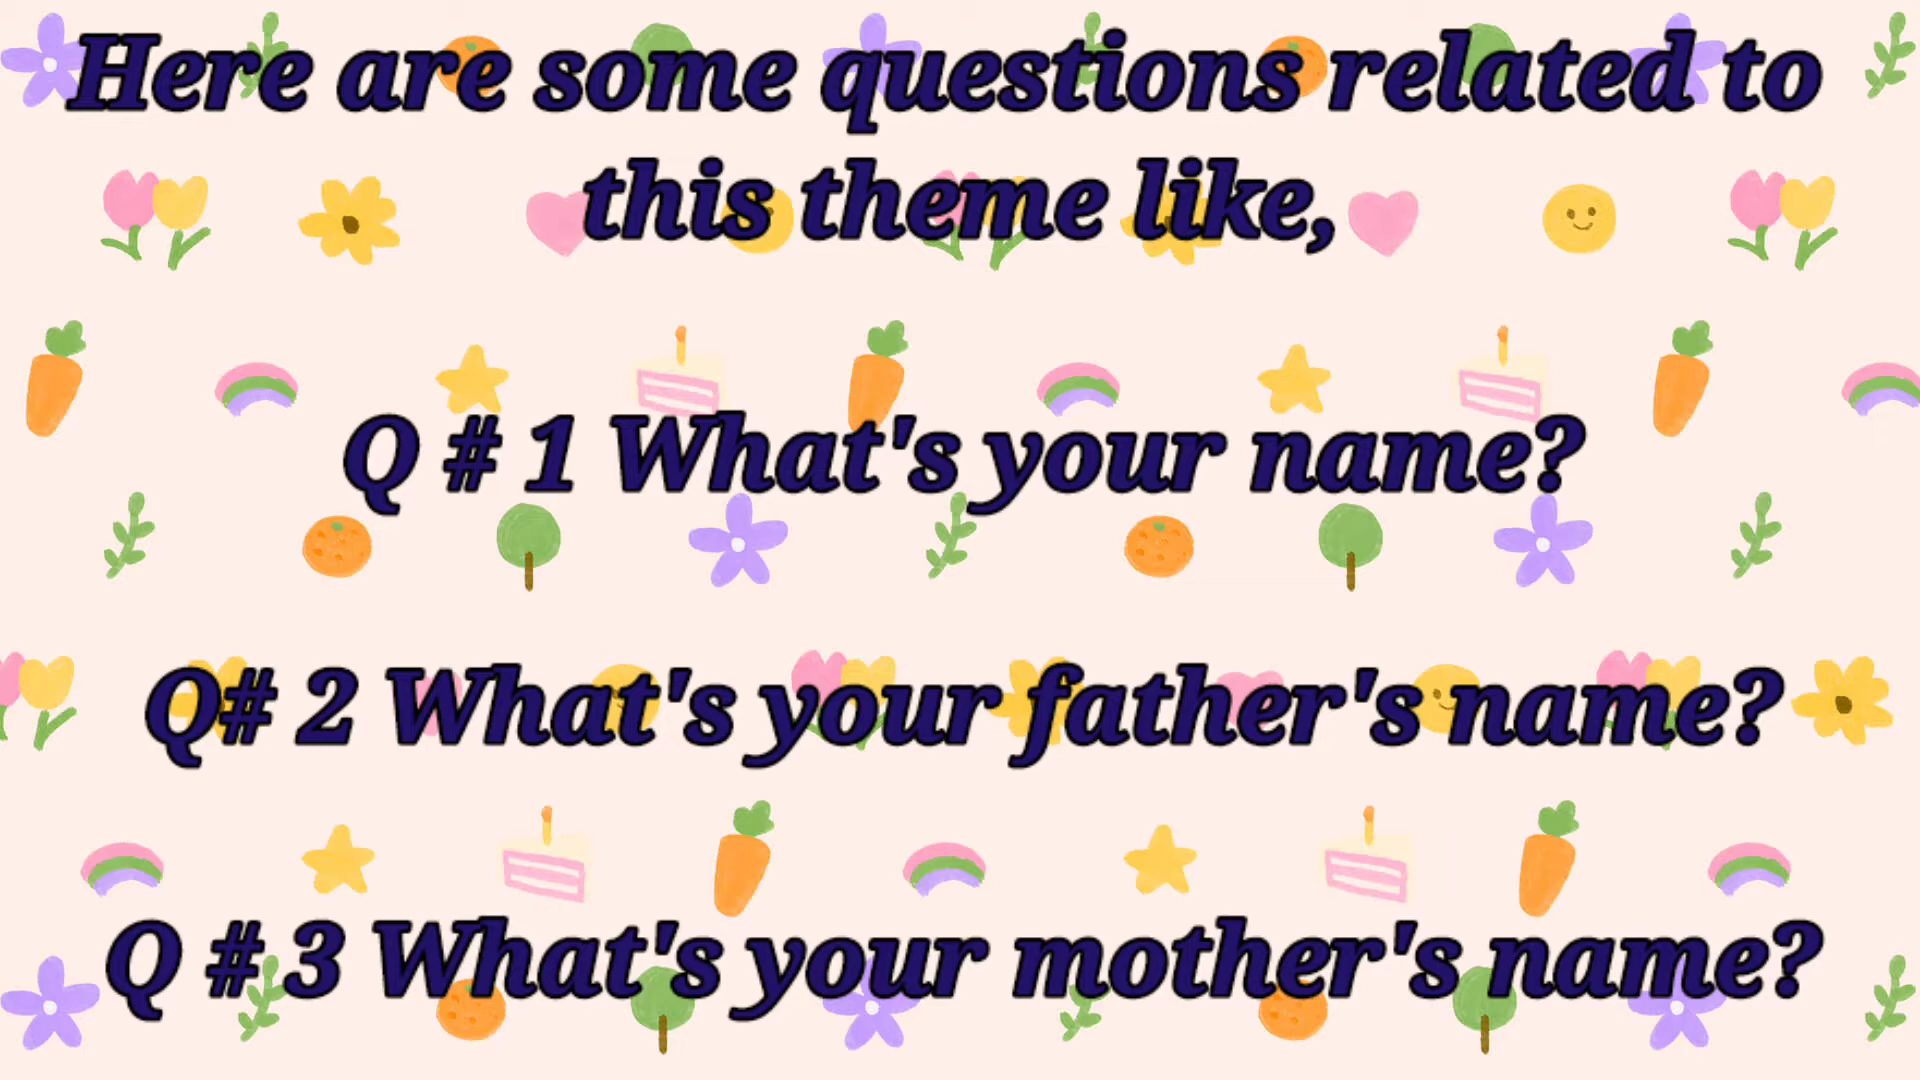 Here are some questions related to
this theme like,
Q # 1 What's your name?
Q# 2 What's your father's name?
Q # 3 What's your mother's name?